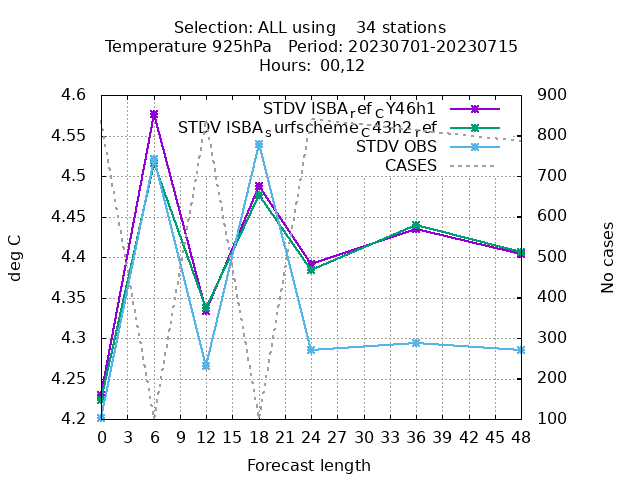 Selection: ALL using    34 stations
Temperature 925hPa   Period: 20230701-20230715
Hours:  00,12
4.6
4.55
4.5
4.45
4.4
4.35
4.3
4.25
4.2
deg C
STDV ISBA_ref_CY46h1
STDV ISBA_surfscheme_C43h2_ref
STDV OBS
CASES
900
800
700
600
500
400
300
200
100
No cases
0 3 6 9 12 15 18 21 24 27 30 33 36 39 42 45 48
Forecast length